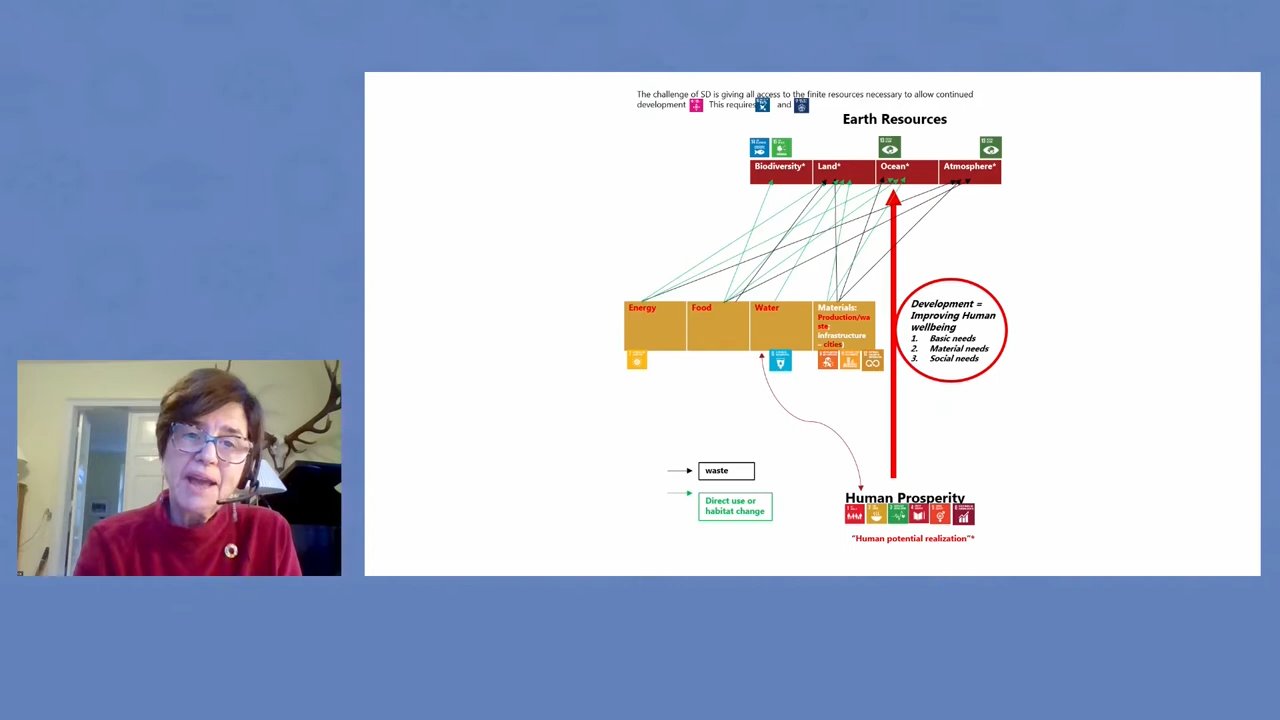 The challenge of SD is giving all access to the finite resources necessary to allow continued
development This requires and
Earth Resources
Biodiversity* Land* Ocean* Atmosphere*
Energy Food Water Materials:
Production/wa
ste;
infrastructure
– cities;
Development =
Improving Human
wellbeing
1. Basic needs
2. Material needs
3. Social needs
waste
Direct use or
habitat change
Human Prosperity
"Human potential realization"*